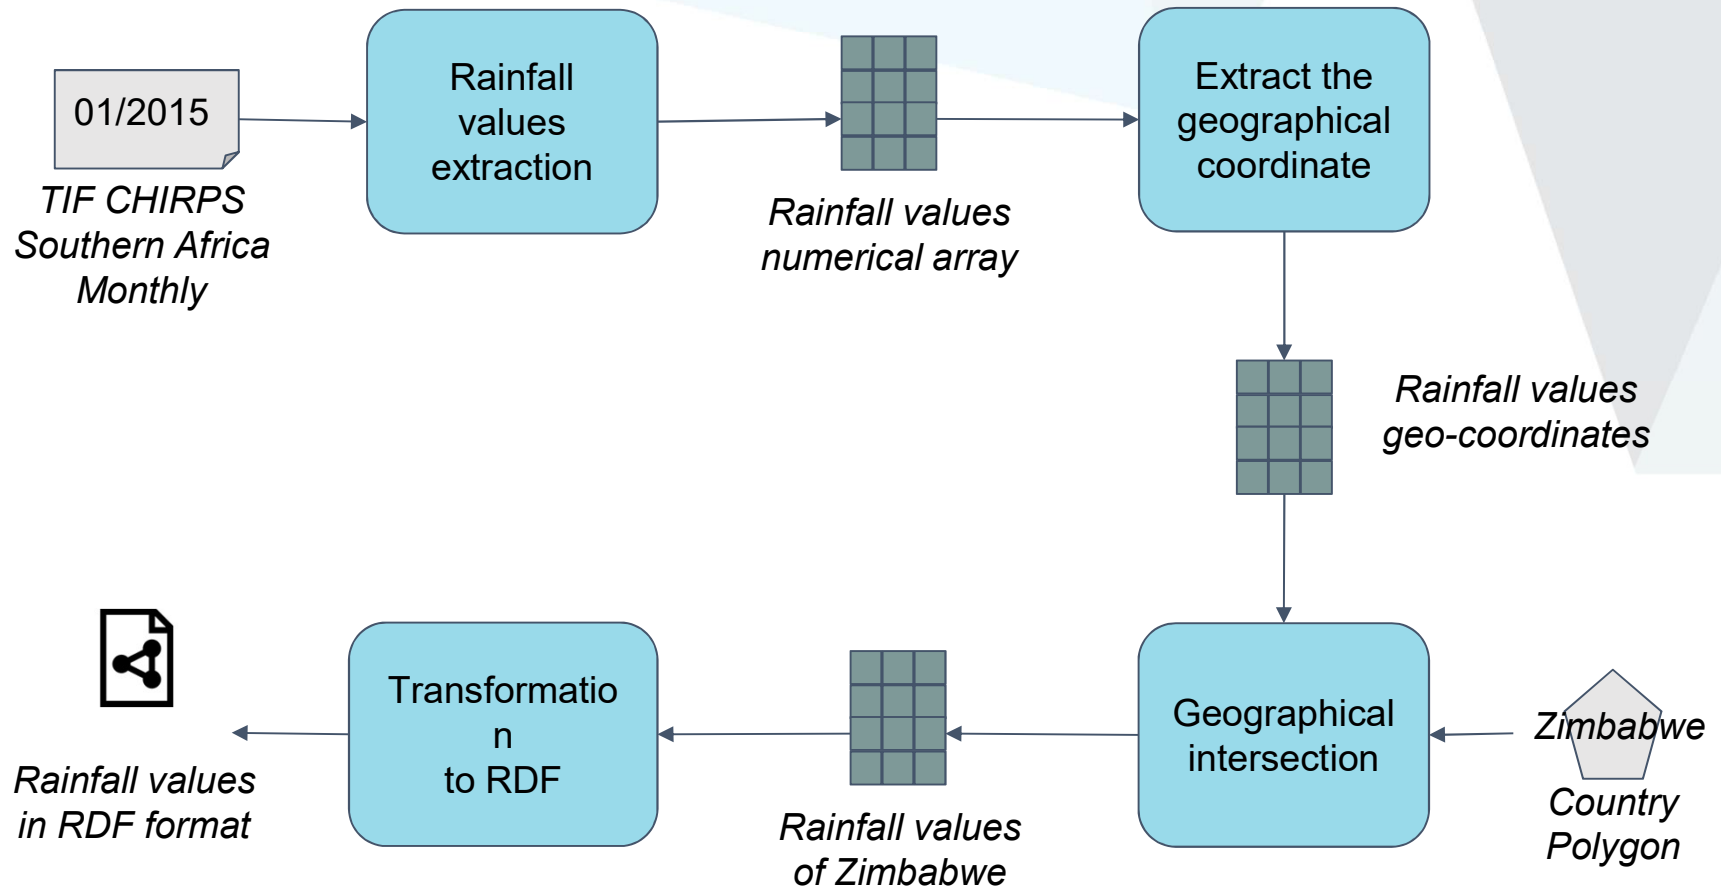 01/2015
TIF CHIRPS
Southern Africa
Monthly
Rainfall
values
extraction
Rainfall values
numerical array
Extract the
geographical
coordinate
Rainfall values
geo-coordinates
Zimbabwe
Country
Polygon
Geographical
intersection
Rainfall values
of Zimbabwe
Transformatio
n
to RDF
Rainfall values
in RDF format